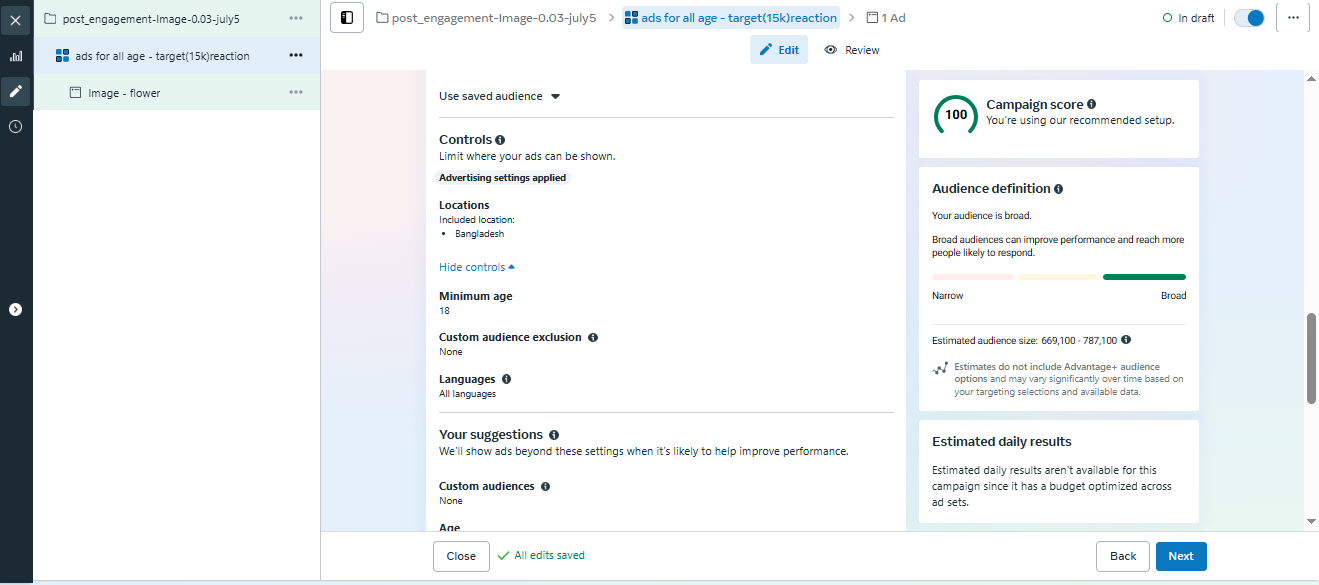 post_engagement-Image-0.03-july5
ads for all age - target(15k)reaction
Image - flower
post_engagement-Image-0.03-july5
ads for all age - target(15k)reaction
1 Ad
In draft
Edit
Review
Use saved audience
Controls
Limit where your ads can be shown.
Advertising settings applied
Locations
Included location:
• Bangladesh
Hide controls
Minimum age
18
Custom audience exclusion
None
Languages
All languages
Your suggestions
We'll show ads beyond these settings when it's likely to help improve performance.
Custom audiences
None
Age
100
Campaign score
You're using our recommended setup.
Audience definition
Your audience is broad.
Broad audiences can improve performance and reach more
people likely to respond.
Narrow
Broad
Estimated audience size: 669,100 - 787,100
Estimates do not include Advantage+ audience
options and may vary significantly over time based on
your targeting selections and available data.
Estimated daily results
Estimated daily results aren't available for this
campaign since it has a budget optimized across
ad sets.
Close
All edits saved
Back
Next